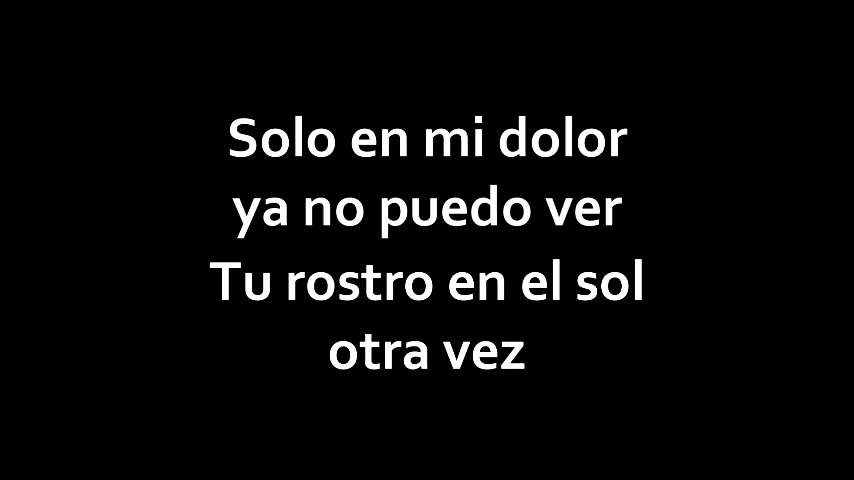 Solo en mi dolor
ya no puedo ver
Tu rostro en el sol
otra vez